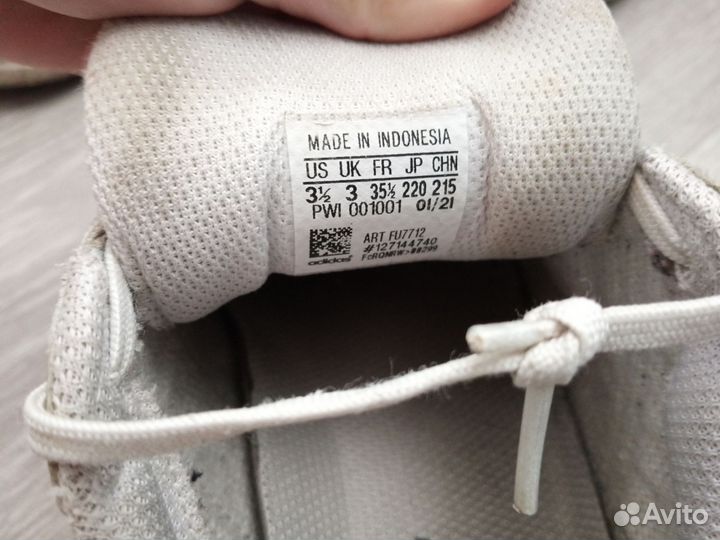 MADE IN INDONESIA
US UK FR JP CHN
3½ 3 35½ 220 215
PWI 001001 01/21
ART FU7712
#127144740
adidas
Avito